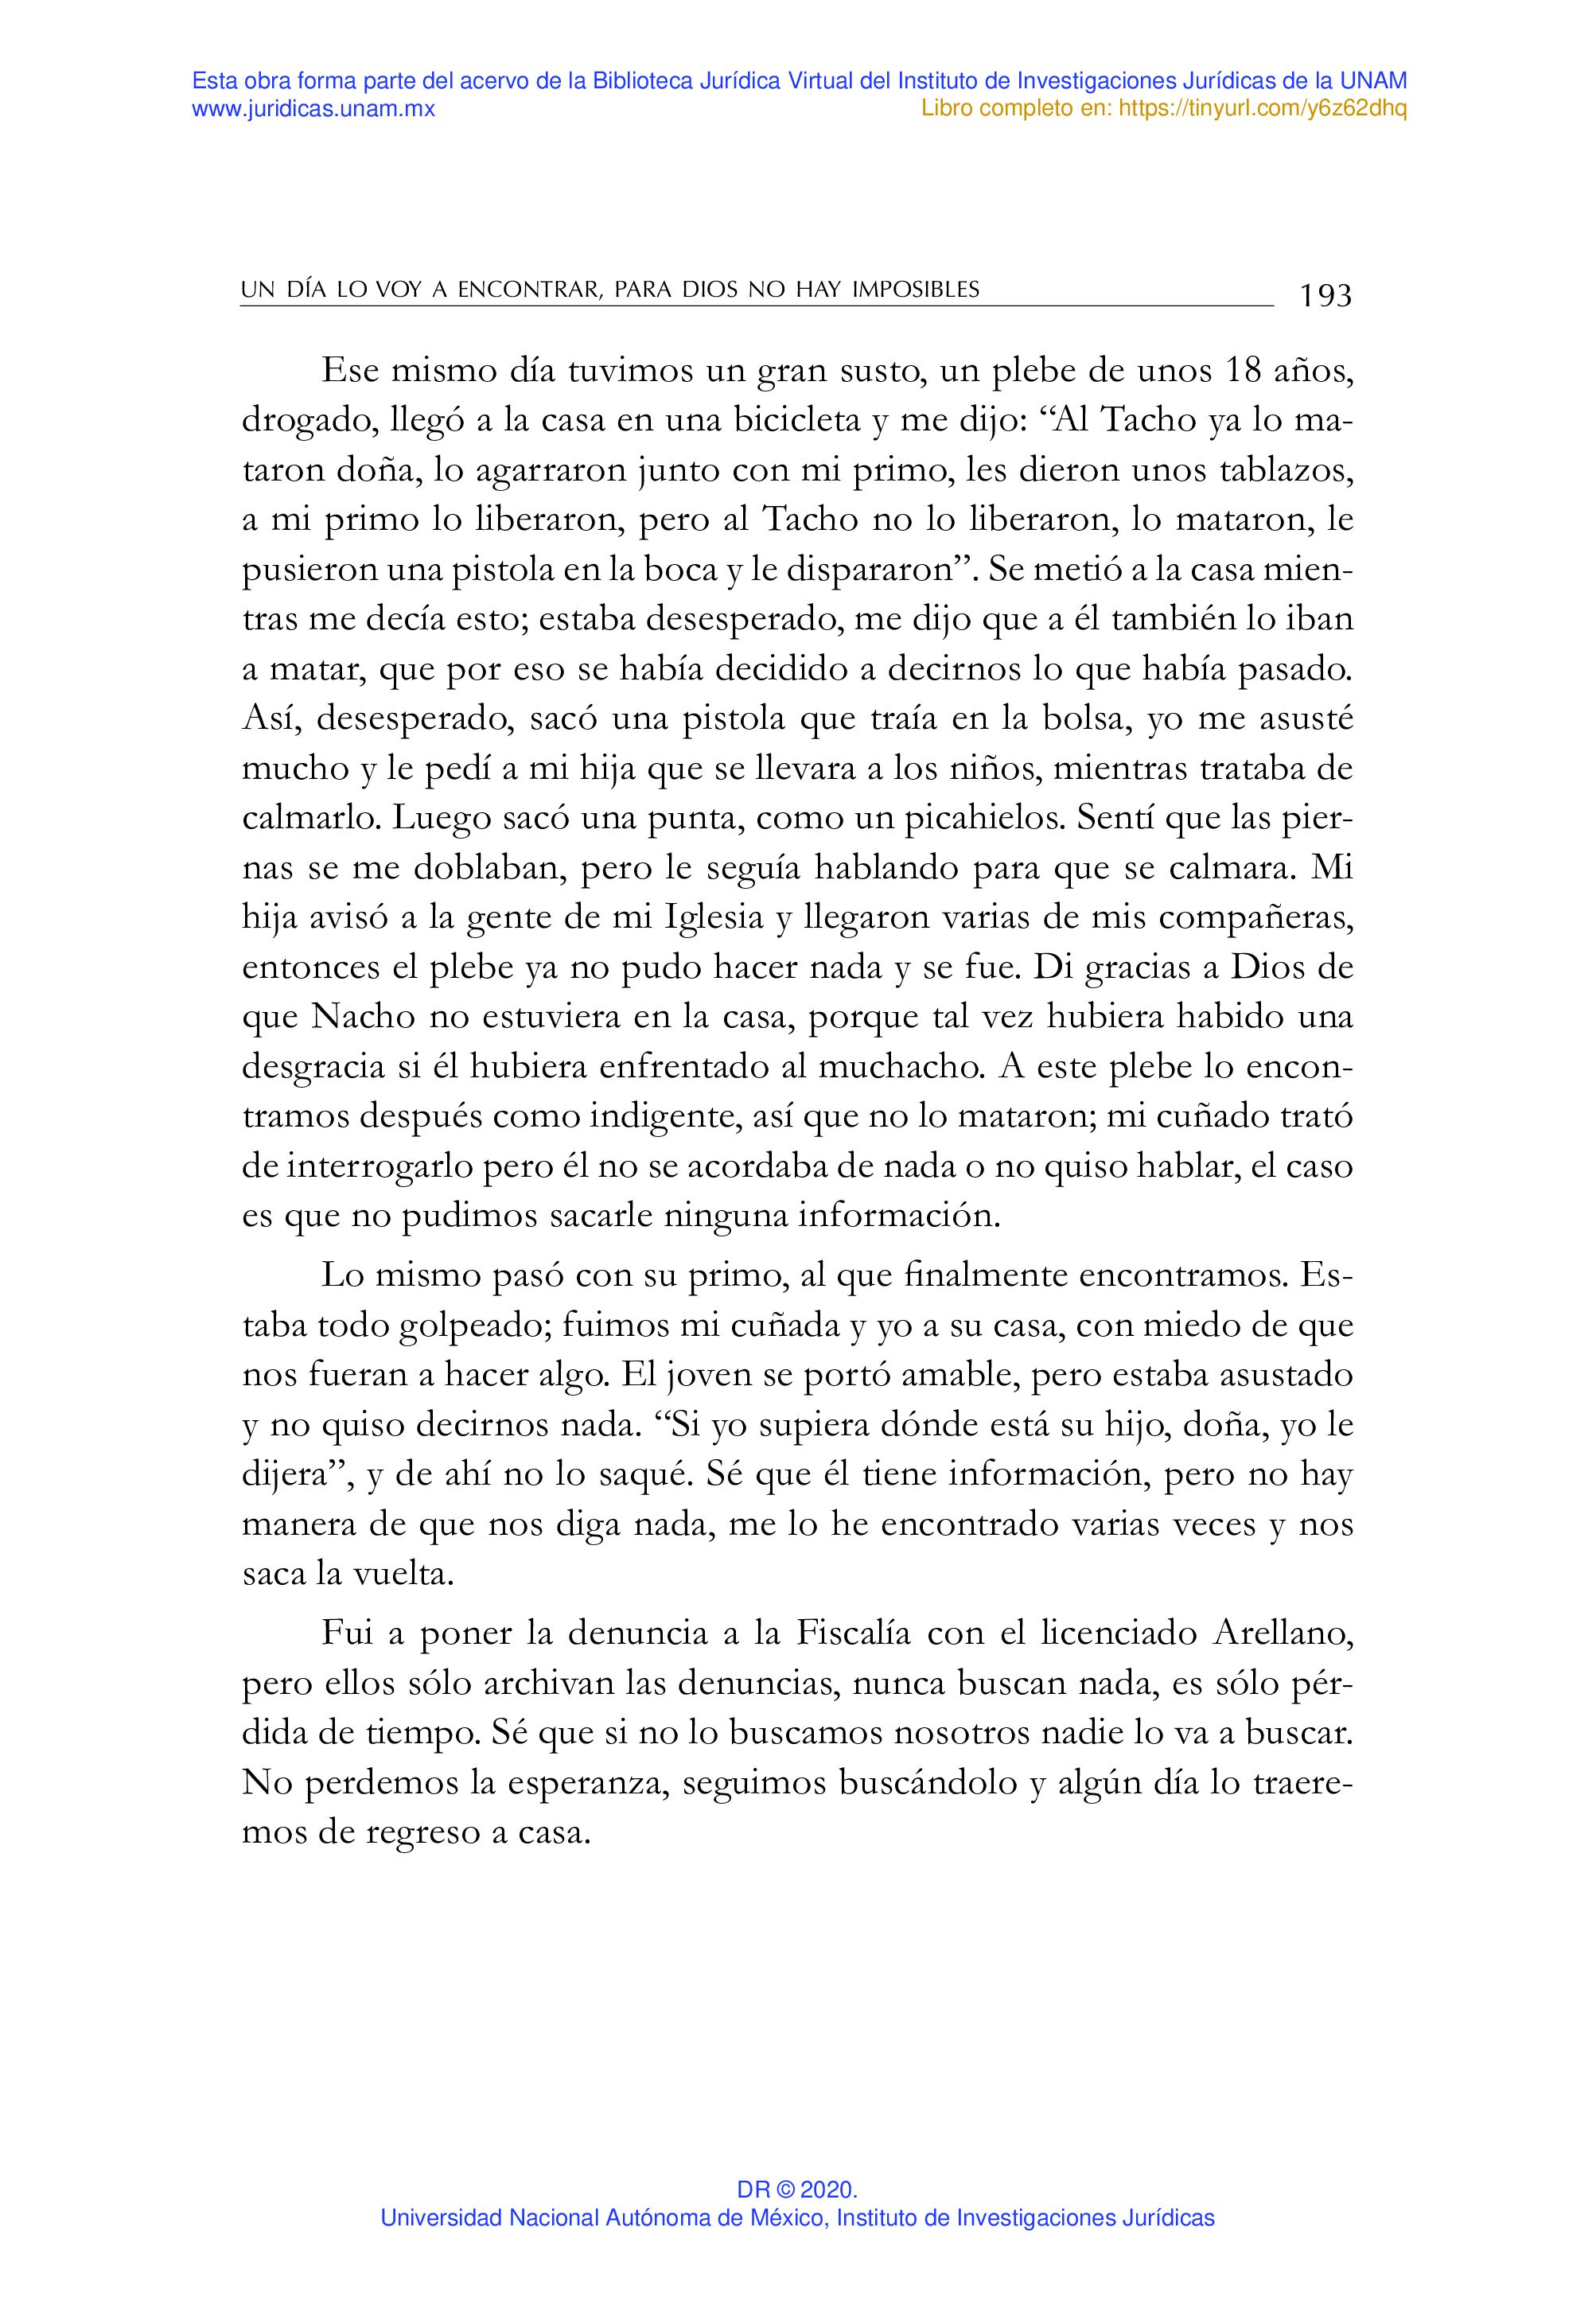 Esta obra forma parte del acervo de la Biblioteca Jurídica Virtual del Instituto de Investigaciones Jurídicas de la UNAM
www.juridicas.unam.mx
Libro completo en: https://tinyurl.com/y6z62dhq
UN DÍA LO VOY A ENCONTRAR, PARA DIOS NO HAY IMPOSIBLES 193
Ese mismo día tuvimos un gran susto, un plebe de unos 18 años,
drogado, llegó a la casa en una bicicleta y me dijo: “Al Tacho ya lo ma-
taron doña, lo agarraron junto con mi primo, les dieron unos tablazos,
a mi primo lo liberaron, pero al Tacho no lo liberaron, lo mataron, le
pusieron una pistola en la boca y le dispararon”. Se metió a la casa mien-
tras me decía esto; estaba desesperado, me dijo que a él también lo iban
a matar, que por eso se había decidido a decirnos lo que había pasado.
Así, desesperado, sacó una pistola que traía en la bolsa, yo me asusté
mucho y le pedí a mi hija que se llevara a los niños, mientras trataba de
calmarlo. Luego sacó una punta, como un picahielos. Sentí que las pier-
nas se me doblaban, pero le seguía hablando para que se calmara. Mi
hija avisó a la gente de mi Iglesia y llegaron varias de mis compañeras,
entonces el plebe ya no pudo hacer nada y se fue. Di gracias a Dios de
que Nacho no estuviera en la casa, porque tal vez hubiera habido una
desgracia si él hubiera enfrentado al muchacho. A este plebe lo encon-
tramos después como indigente, así que no lo mataron; mi cuñado trató
de interrogarlo pero él no se acordaba de nada o no quiso hablar, el caso
es que no pudimos sacarle ninguna información.
Lo mismo pasó con su primo, al que finalmente encontramos. Es-
taba todo golpeado; fuimos mi cuñada y yo a su casa, con miedo de que
nos fueran a hacer algo. El joven se portó amable, pero estaba asustado
y no quiso decirnos nada. “Si yo supiera dónde está su hijo, doña, yo le
dijera”, y de ahí no lo saqué. Sé que él tiene información, pero no hay
manera de que nos diga nada, me lo he encontrado varias veces y nos
saca la vuelta.
Fui a poner la denuncia a la Fiscalía con el licenciado Arellano,
pero ellos sólo archivan las denuncias, nunca buscan nada, es sólo pér-
dida de tiempo. Sé que si no lo buscamos nosotros nadie lo va a buscar.
No perdemos la esperanza, seguimos buscándolo y algún día lo traere-
mos de regreso a casa.
DR © 2020.
Universidad Nacional Autónoma de México, Instituto de Investigaciones Jurídicas